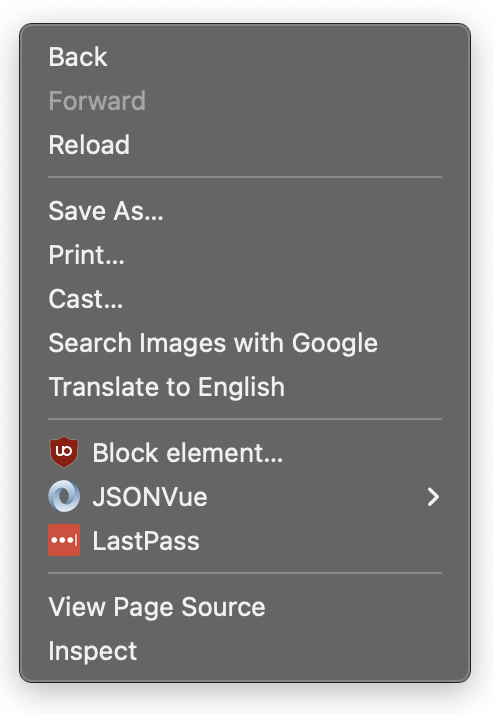 Back
Forward
Reload
Save As...
Print...
Cast...
Search Images with Google
Translate to English
UO Block element...
JSONVue
LastPass
View Page Source
Inspect